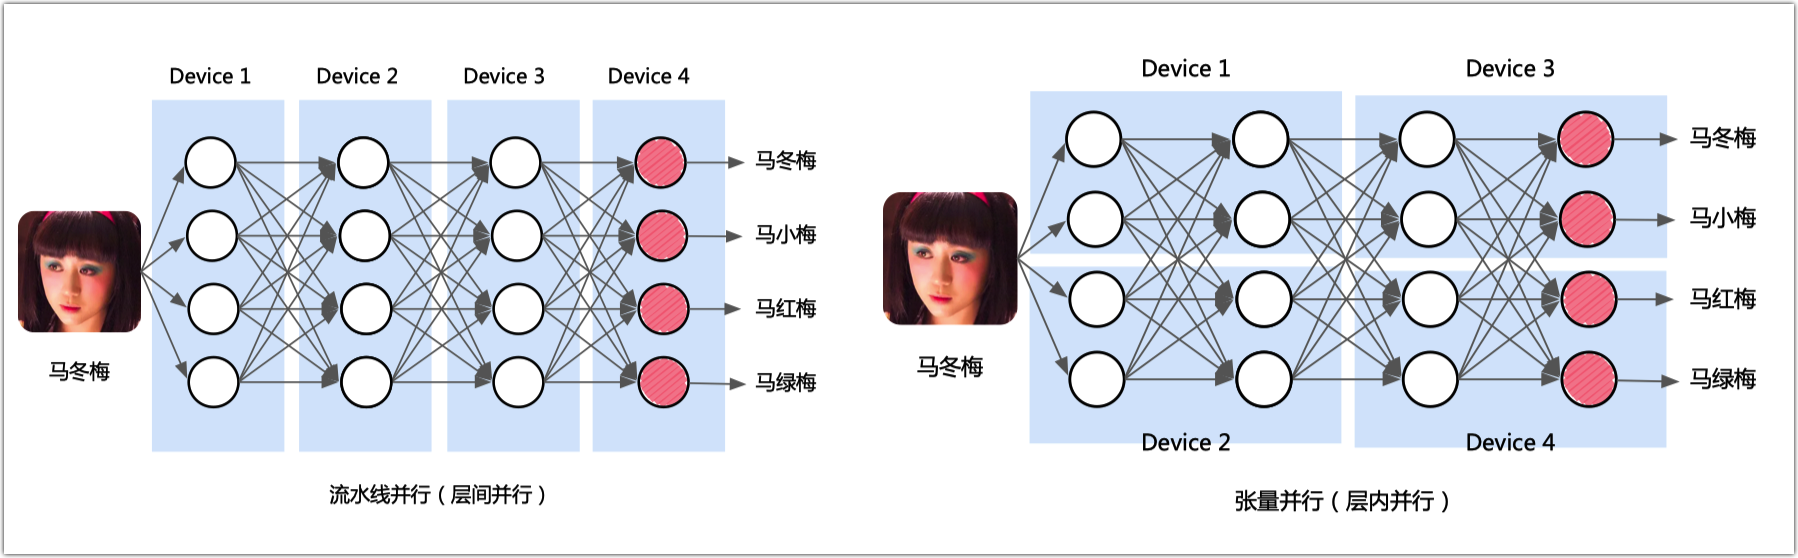 Device 1
Device 2
Device 3
Device 4
马冬梅
马小梅
马红梅
马绿梅
马冬梅
流水线并行（层间并行）
Device 1
Device 3
马冬梅
马小梅
马红梅
马绿梅
马冬梅
Device 2
Device 4
张量并行（层内并行）